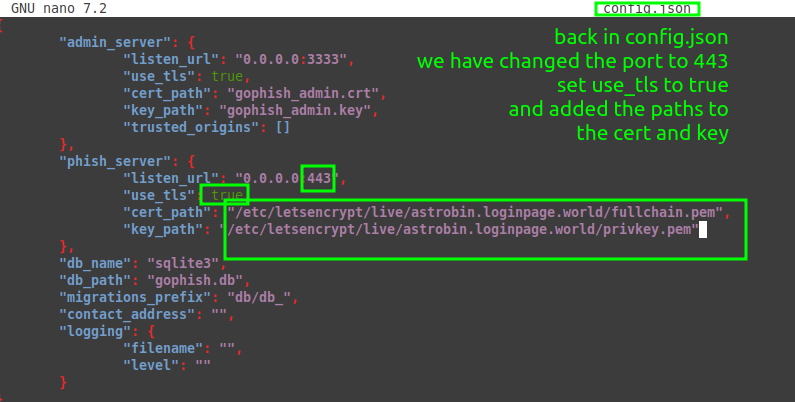 GNU nano 7.2 config.json
{
"admin_server": {
"listen_url": "0.0.0.0:3333",
"use_tls": true,
"cert_path": "gophish_admin.crt",
"key_path": "gophish_admin.key",
"trusted_origins": []
},
"phish_server": {
"listen_url": "0.0.0.0:443",
"use_tls": true
"cert_path": "/etc/letsencrypt/live/astrobin.loginpage.world/fullchain.pem",
"key_path": "/etc/letsencrypt/live/astrobin.loginpage.world/privkey.pem"
},
"db_name": "sqlite3",
"db_path": "gophish.db",
"migrations_prefix": "db/db_",
"contact_address": "",
"logging": {
"filename": "",
"level": ""
}
back in config.json
we have changed the port to 443
set use_tls to true
and added the paths to
the cert and key